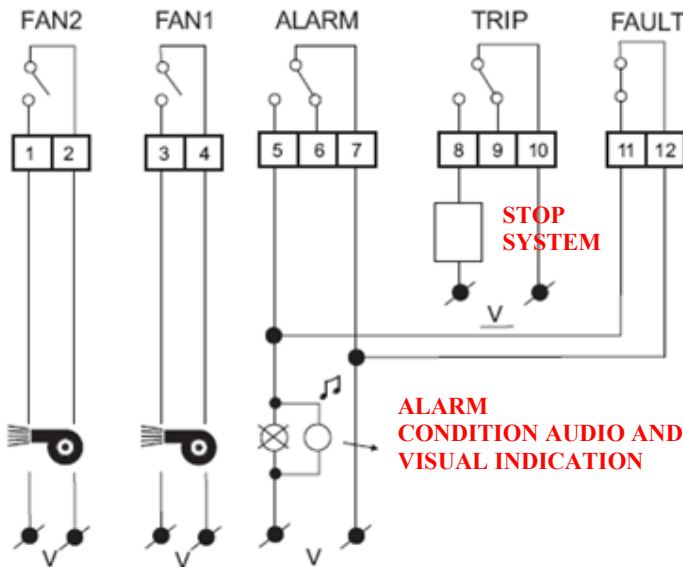 FAN2 FAN1 ALARM TRIP FAULT
1 2 3 4 5 6 7 8 9 10 11 12
STOP
SYSTEM
V
ALARM
CONDITION AUDIO AND
VISUAL INDICATION
V V V